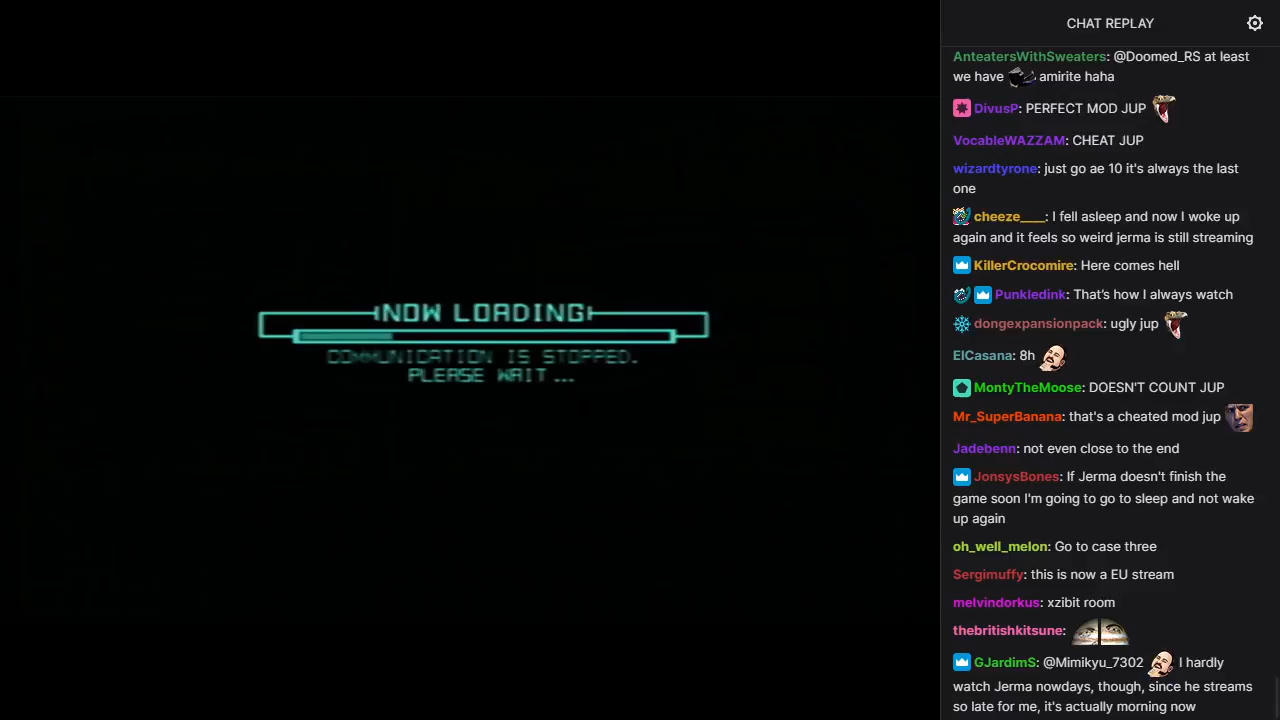 NOW LOADING
COMMUNICATION IS STOPPED.
PLEASE WAIT ...
CHAT REPLAY
AnteatersWithSweaters: @Doomed_RS at least
we have amirite haha
DivusP: PERFECT MOD JUP
VocableWAZZAM: CHEAT JUP
wizardtyrone: just go ae 10 it's always the last
one
cheeze____: I fell asleep and now I woke up
again and it feels so weird jerma is still streaming
KillerCrocomire: Here comes hell
Punkledink: That's how I always watch
dongexpansionpack: ugly jup
ElCasana: 8h
MontyTheMoose: DOESN'T COUNT JUP
Mr_SuperBanana: that's a cheated mod jup
Jadebenn: not even close to the end
JonsysBones: If Jerma doesn't finish the
game soon I'm going to go to sleep and not wake
up again
oh_well_melon: Go to case three
Sergimuffy: this is now a EU stream
melvindorkus: xzibit room
thebritishkitsune:
GJardimS: @Mimikyu_7302 I hardly
watch Jerma nowdays, though, since he streams
so late for me, it's actually morning now